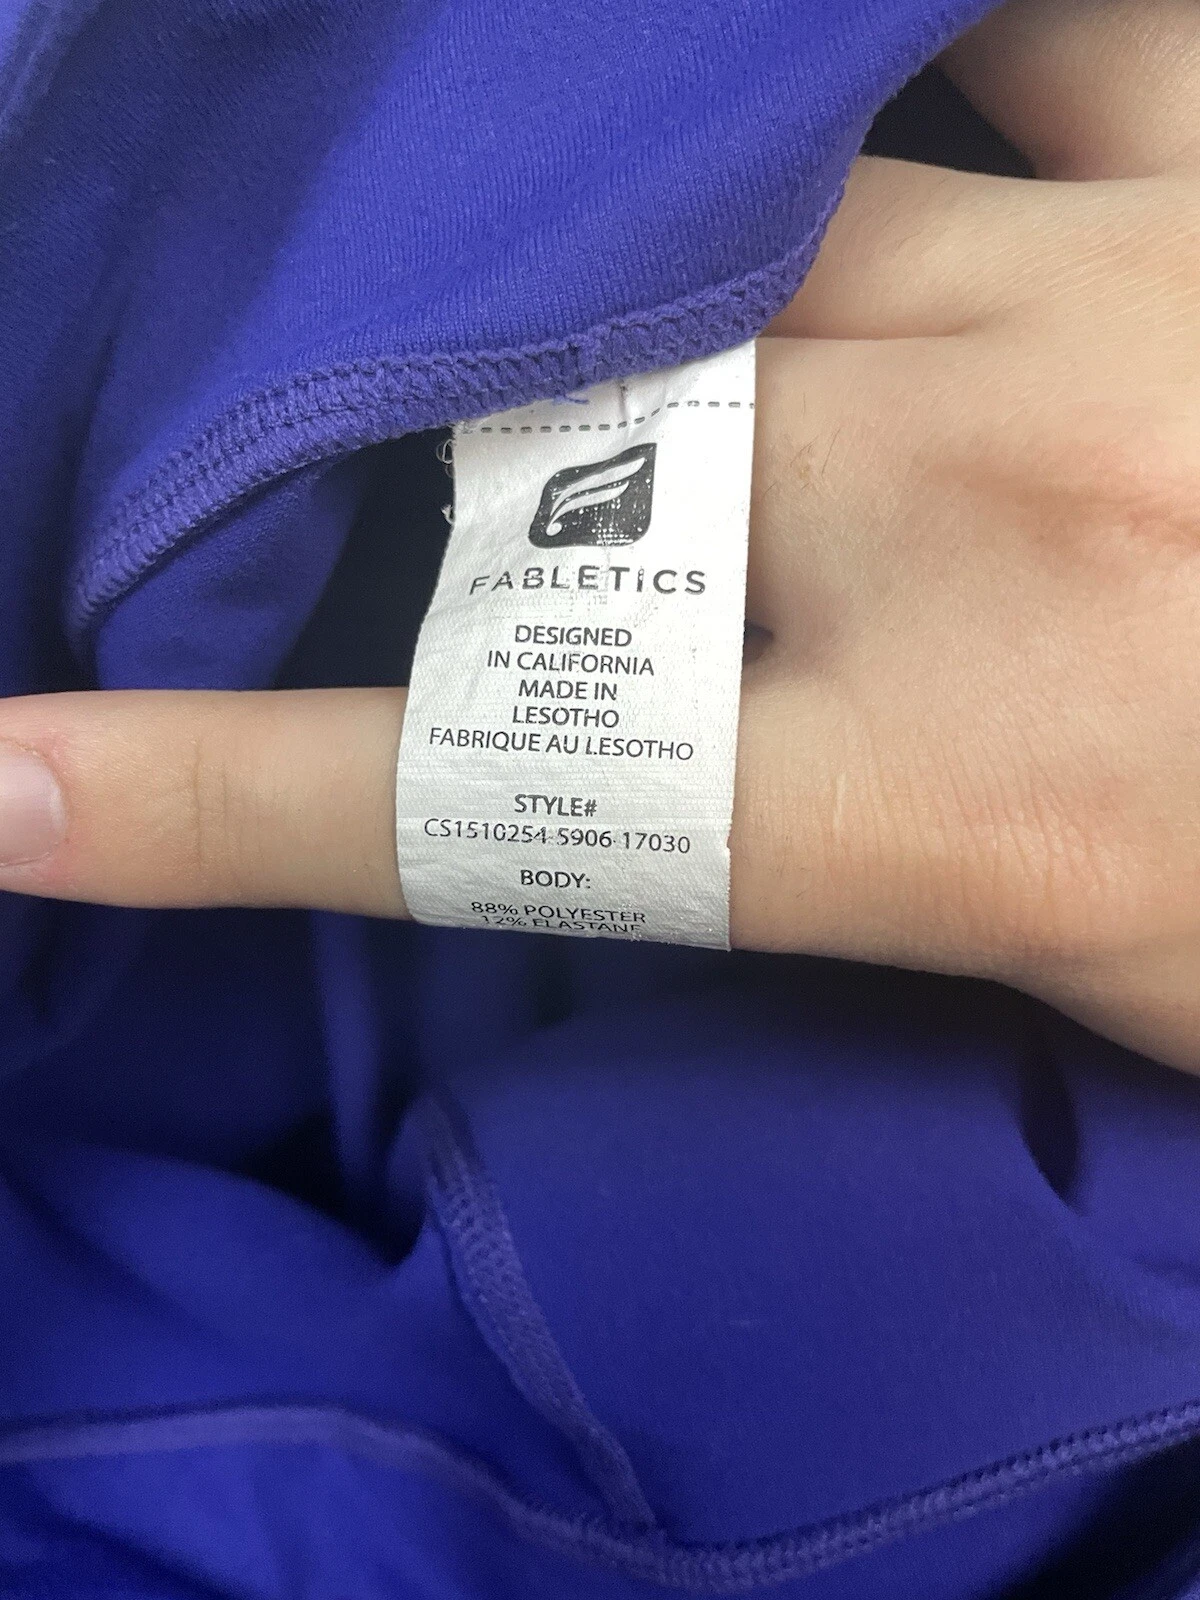 FABLETICS
DESIGNED
IN CALIFORNIA
MADE IN
LESOTHO
FABRIQUE AU LESOTHO
STYLE#
CS1510254-5906-17030
BODY:
88% POLYESTER
12% ELASTANE